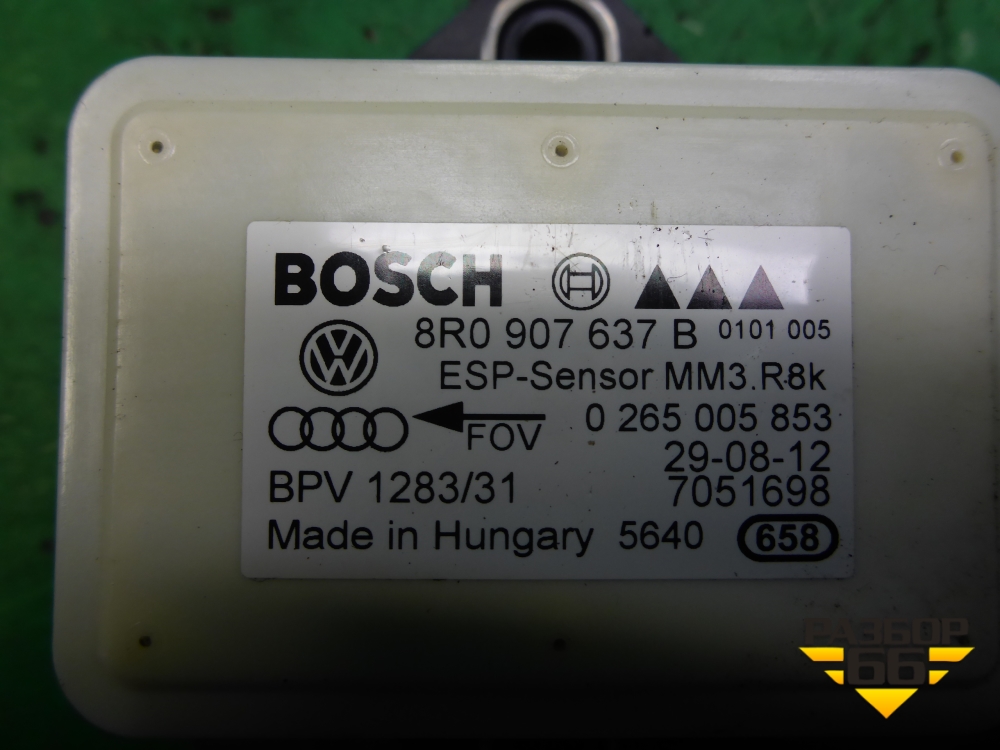 BOSCH
8R0 907 637 B 0101 005
ESP-Sensor MM3.R8k
0 265 005 853
FOV
29-08-12
BPV 1283/31 7051698
Made in Hungary 5640 658
РАЗБОР
66